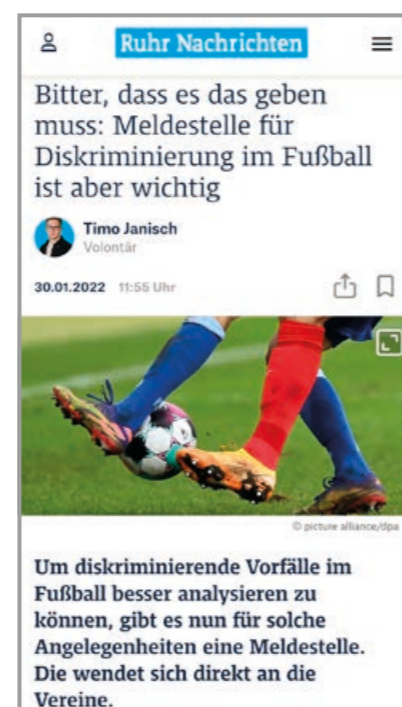 Ruhr Nachrichten
Bitter, dass es das geben
muss: Meldestelle für
Diskriminierung im Fußball
ist aber wichtig
Timo Janisch
Volontär
30.01.2022 11:55 Uhr
© picture alliance/dpa
Um diskriminierende Vorfälle im
Fußball besser analysieren zu
können, gibt es nun für solche
Angelegenheiten eine Meldestelle.
Die wendet sich direkt an die
Vereine.